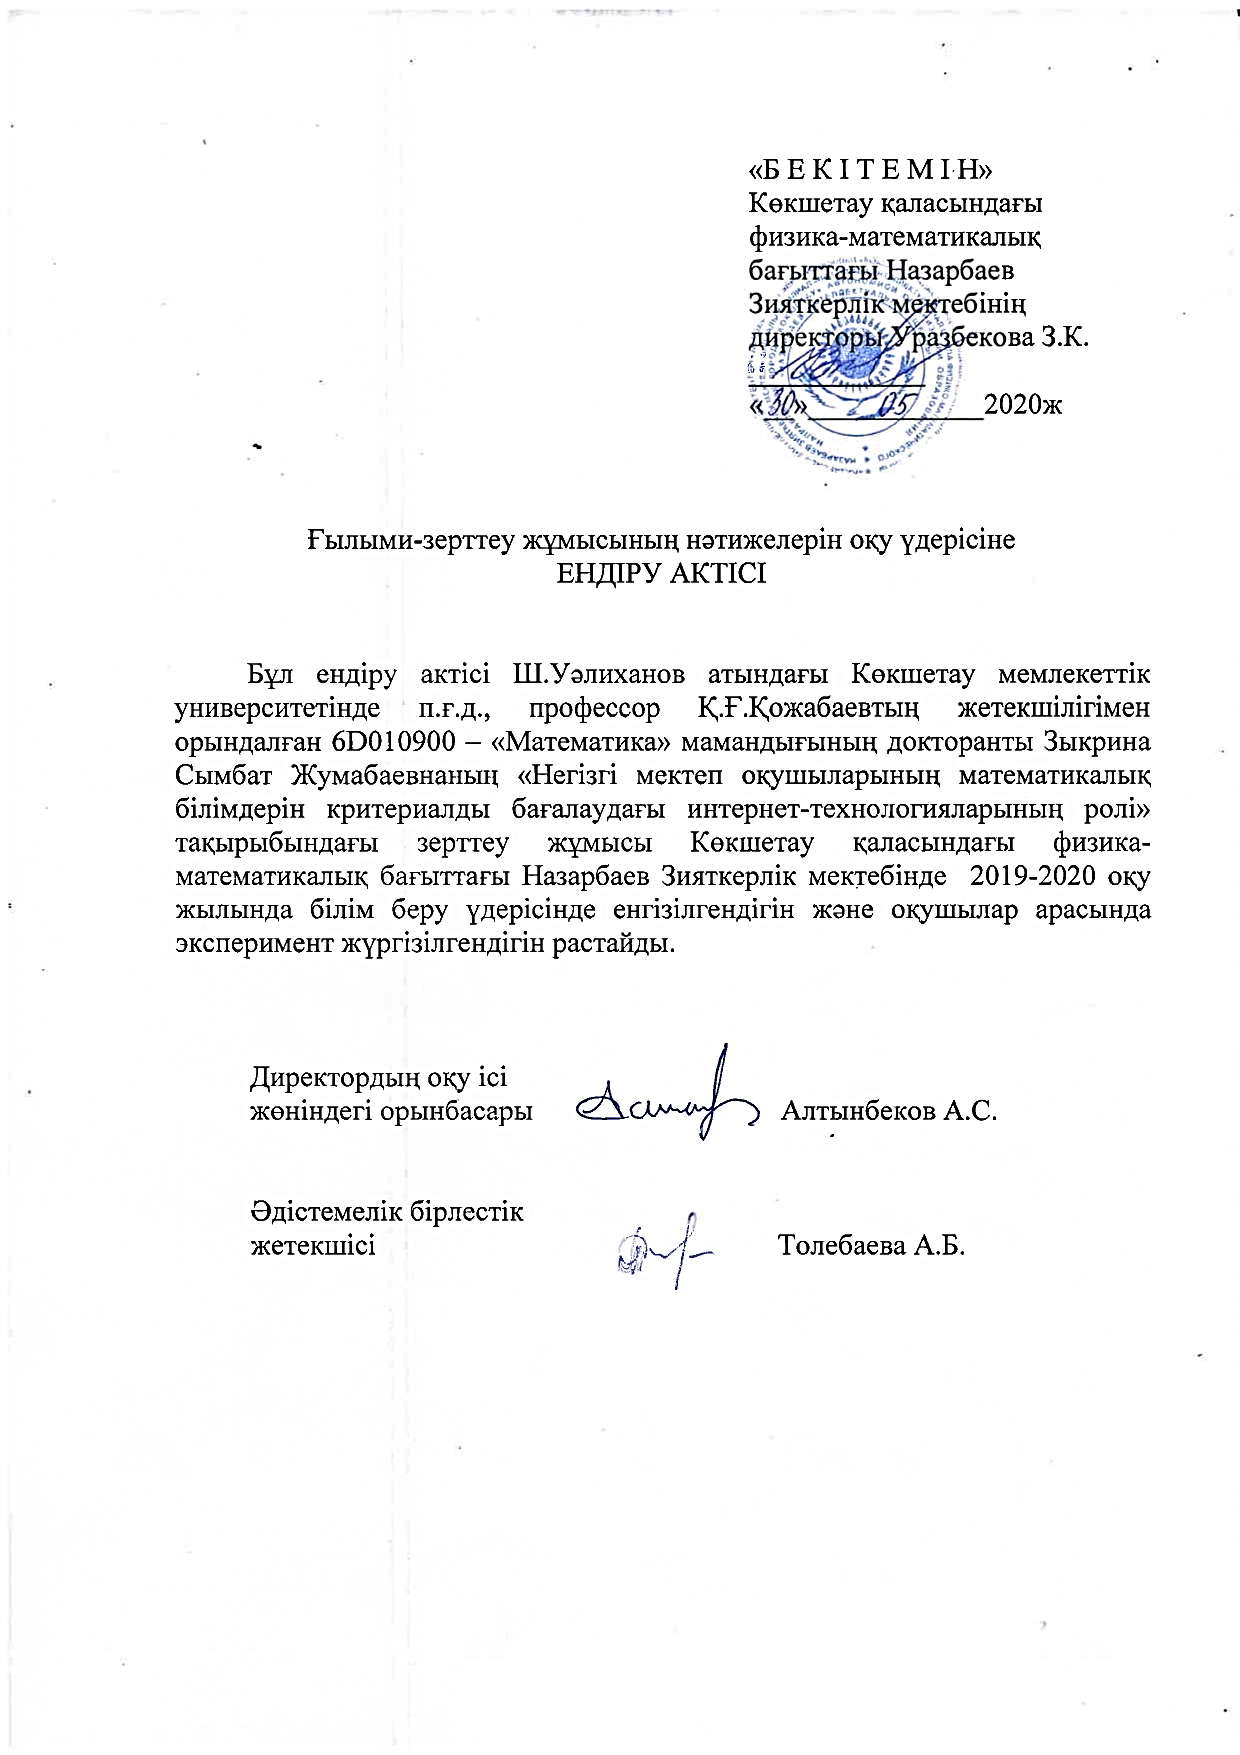 «Б Е К І Т Е М І Н»
Көкшетау қаласындағы
физика-математикалық
бағыттағы Назарбаев
Зияткерлік мектебінің
директоры Уразбекова З.К.
«30» 05 2020ж
Ғылыми-зерттеу жұмысының нәтижелерін оқу үдерісіне
ЕНДІРУ АКТІСІ
Бұл ендіру актісі Ш.Уәлиханов атындағы Көкшетау мемлекеттік
университетінде п.ғ.д., профессор Қ.Ғ.Қожабаевтың жетекшілігімен
орындалған 6D010900 – «Математика» мамандығының докторанты Зыкрина
Сымбат Жумабаевнаның «Негізгі мектеп оқушыларының математикалық
білімдерін критериалды бағалаудағы интернет-технологияларының ролі»
тақырыбындағы зерттеу жұмысы Көкшетау қаласындағы физика-
математикалық бағыттағы Назарбаев Зияткерлік мектебінде 2019-2020 оқу
жылында білім беру үдерісінде енгізілгендігін және оқушылар арасында
эксперимент жүргізілгендігін растайды.
Директордың оқу ісі
жөніндегі орынбасары Алтынбеков А.С.
Әдістемелік бірлестік
жетекшісі Толебаева А.Б.